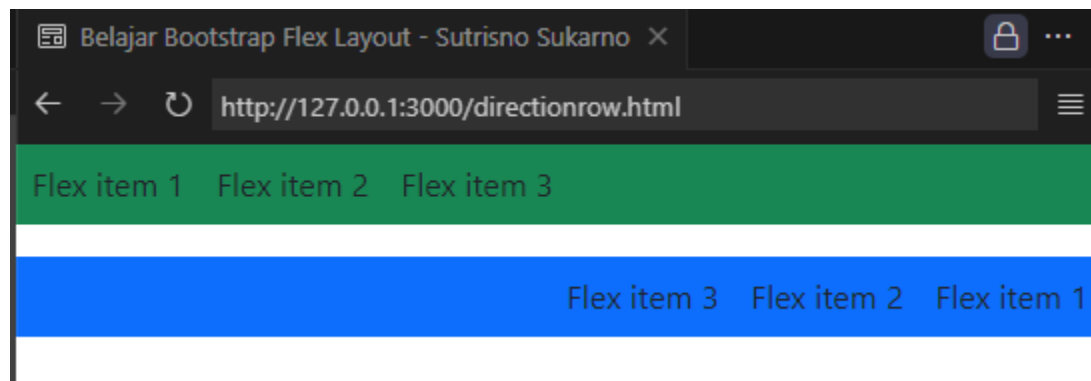 Belajar Bootstrap Flex Layout - Sutrisno Sukarno
http://127.0.0.1:3000/directionrow.html
Flex item 1 Flex item 2 Flex item 3
Flex item 3 Flex item 2 Flex item 1